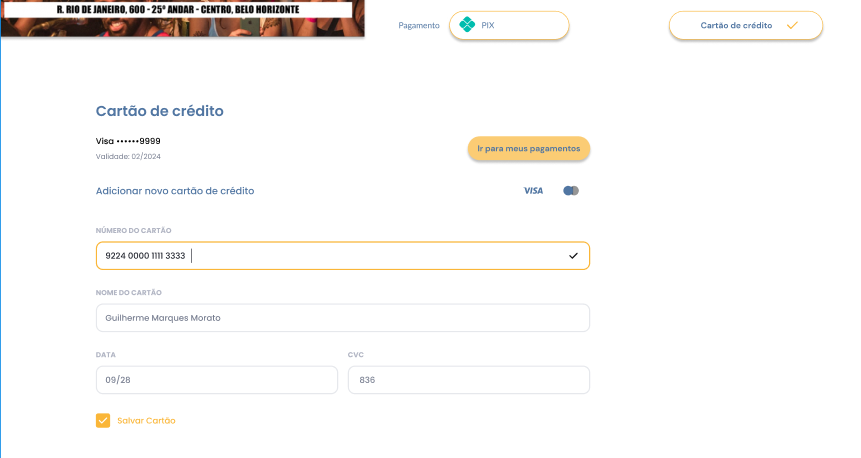 R. RIO DE JANEIRO, 600 - 25º ANDAR - CENTRO, BELO HORIZONTE
Pagamento
PIX
Cartão de crédito
Cartão de crédito
Visa ••••••9999
Validade: 02/2024
Ir para meus pagamentos
Adicionar novo cartão de crédito
VISA
NÚMERO DO CARTÃO
9224 0000 1111 3333
NOME DO CARTÃO
Guilherme Marques Morato
DATA
CVC
09/28
836
Salvar Cartão